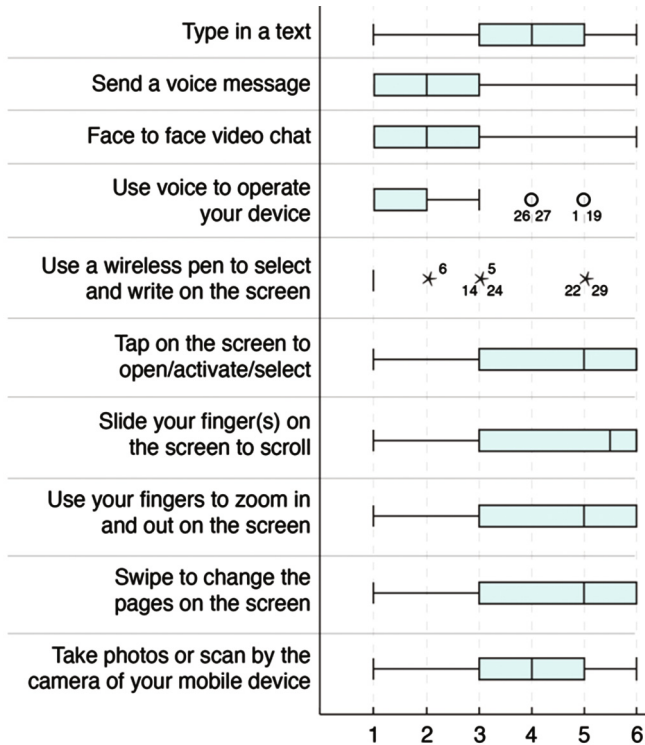 Type in a text
Send a voice message
Face to face video chat
Use voice to operate
your device
26 27
1 19
Use a wireless pen to select
and write on the screen
6
5
14 24
22 29
Tap on the screen to
open/activate/select
Slide your finger(s) on
the screen to scroll
Use your fingers to zoom in
and out on the screen
Swipe to change the
pages on the screen
Take photos or scan by the
camera of your mobile device
1 2 3 4 5 6